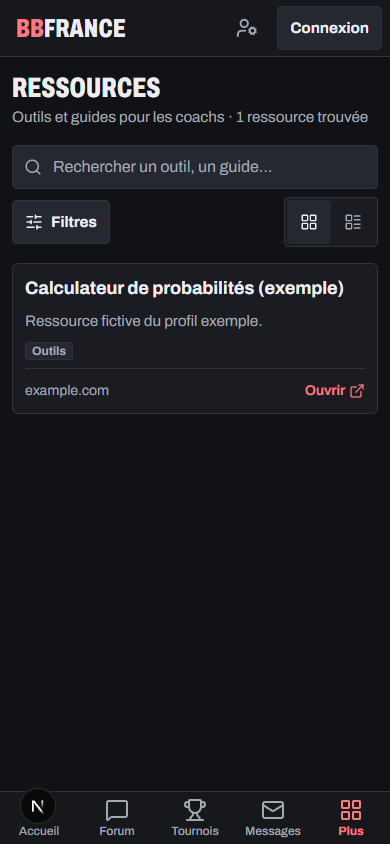 BBFRANCE
Connexion
RESSOURCES
Outils et guides pour les coachs · 1 ressource trouvée
Rechercher un outil, un guide...
Filtres
Calculateur de probabilités (exemple)
Ressource fictive du profil exemple.
Outils
example.com
Ouvrir
N
Accueil
Forum
Tournois
Messages
Plus